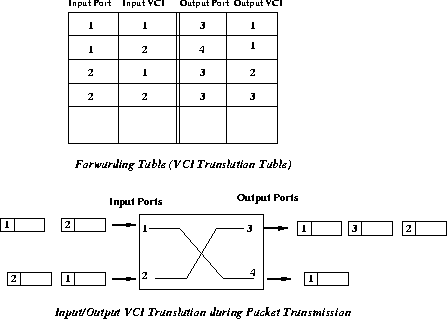 Input Port Input VCI Output Port Output VCI
1 1 3 1
1 2 4 1
2 1 3 2
2 2 3 3
Forwarding Table (VCI Translation Table)
Input Ports Output Ports
1 2 1 3 1 3 2
2 1 2 4 1
Input/Output VCI Translation during Packet Transmission